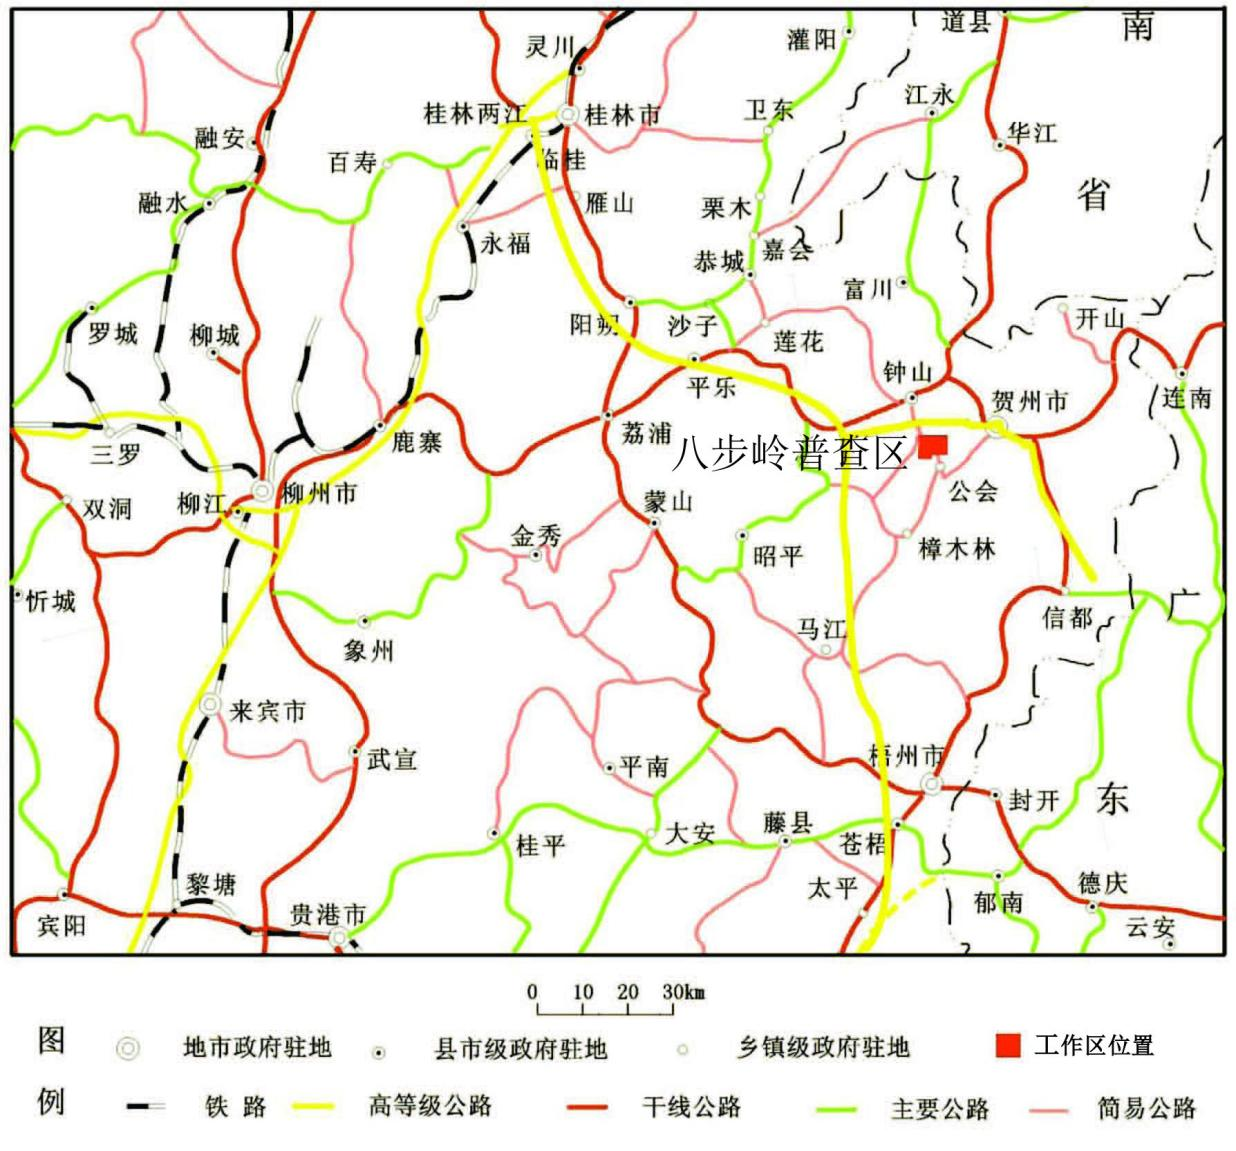 道县
南
灌阳
灵川
桂林两江
桂林市
卫东
江永
华江
融安
百寿
临桂
融水
雁山
栗木
省
永福
嘉会
恭城
富川
罗城
柳城
阳朔
沙子
莲花
开山
平乐
钟山
贺州市
连南
三罗
鹿寨
荔浦
八步岭普查区
柳江
柳州市
双洞
蒙山
公会
金秀
昭平
樟木林
忻城
信都
广
象州
马江
来宾市
武宣
平南
梧州市
封开
东
桂平
大安
藤县
苍梧
黎塘
太平
郁南
德庆
宾阳
贵港市
云安
0 10 20 30km
图 地市政府驻地 县市级政府驻地 乡镇级政府驻地 工作区位置
例 铁路 高等级公路 干线公路 主要公路 简易公路